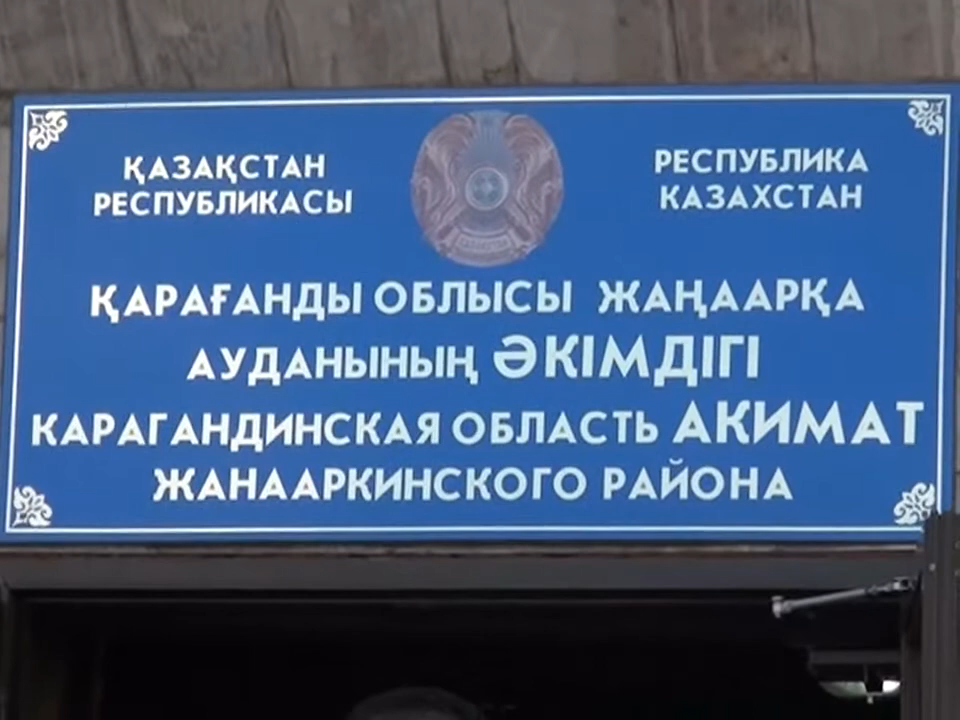 ҚАЗАҚСТАН
РЕСПУБЛИКАСЫ
РЕСПУБЛИКА
КАЗАХСТАН
ҚАРАҒАНДЫ ОБЛЫСЫ ЖАҢААРҚА
АУДАНЫНЫҢ ӘКІМДІГІ
КАРАГАНДИНСКАЯ ОБЛАСТЬ АКИМАТ
ЖАНААРКИНСКОГО РАЙОНА